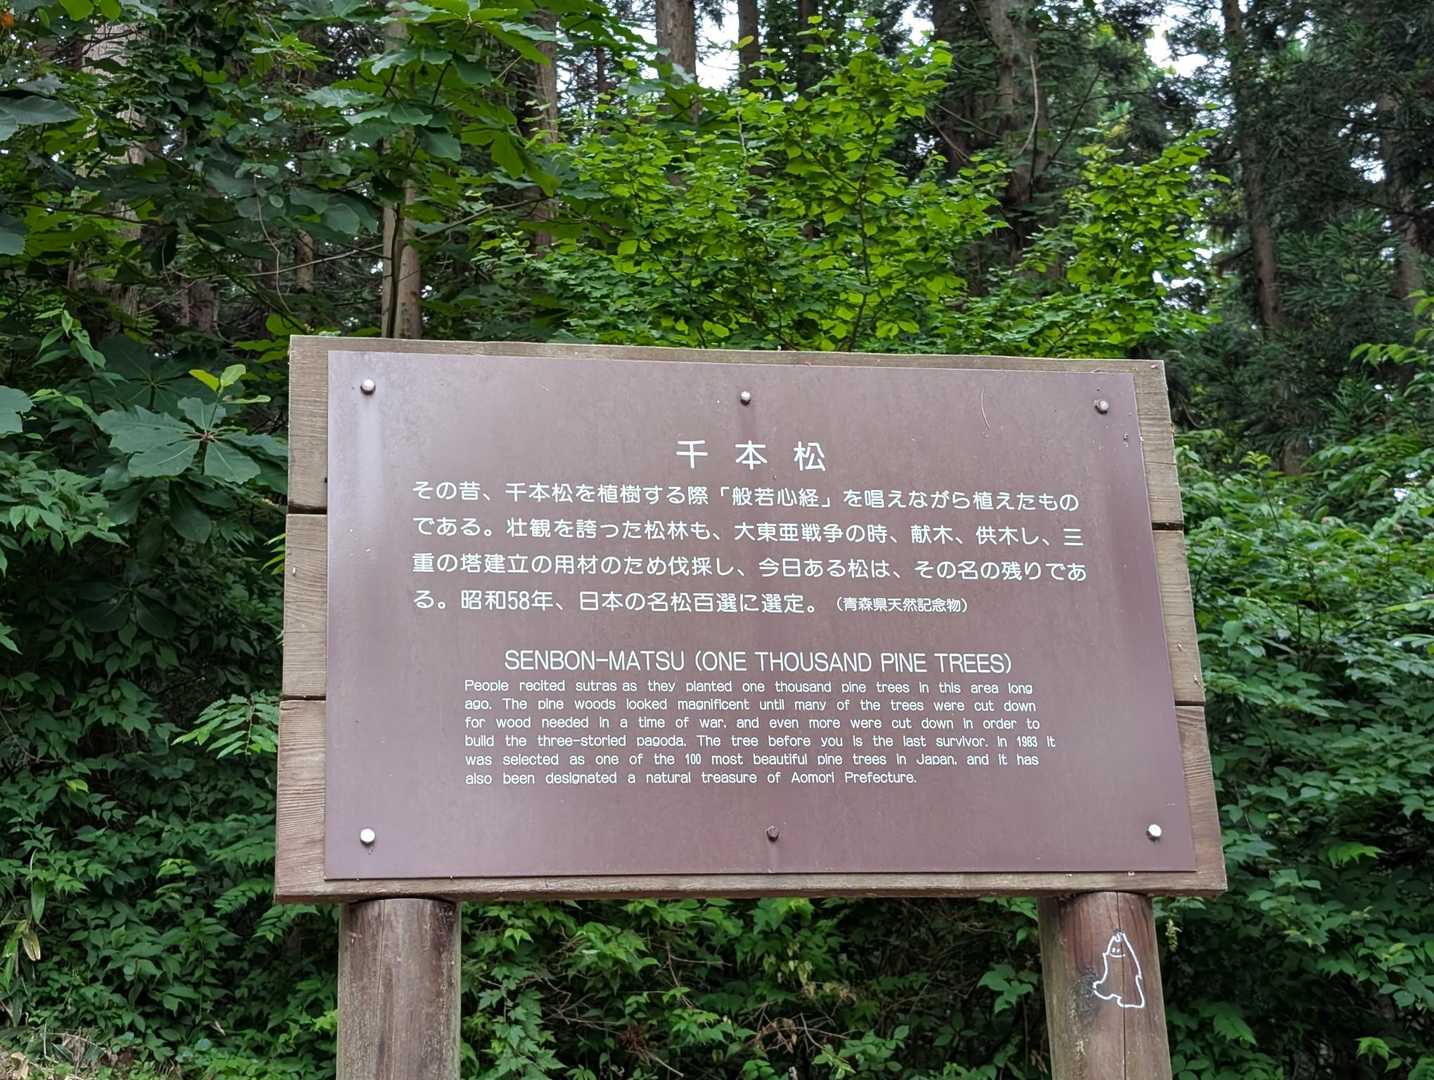 千本松
その昔、千本松を植樹する際「般若心経」を唱えながら植えたもの
である。壮観を誇った松林も、大東亜戦争の時、献木、供木し、三
重の塔建立の用材のため伐採し、今日ある松は、その名の残りであ
る。昭和58年、日本の名松百選に選定。（青森県天然記念物）
SENBON-MATSU (ONE THOUSAND PINE TREES)
People recited sutras as they planted one thousand pine trees in this area long
ago. The pine woods looked magnificent until many of the trees were cut down
for wood needed in a time of war, and even more were cut down in order to
build the three-storied pagoda. The tree before you is the last survivor. In 1983 it
was selected as one of the 100 most beautiful pine trees in Japan, and it has
also been designated a natural treasure of Aomori Prefecture.